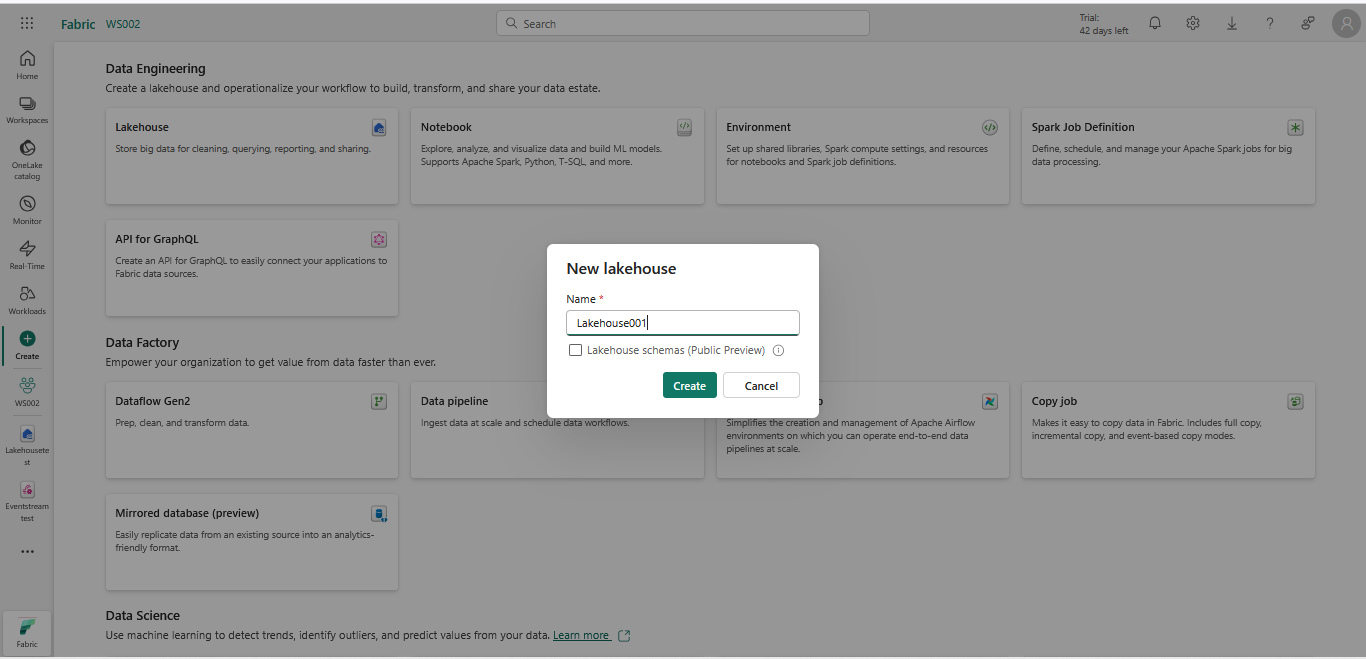 Fabric WS002
Search
Trial:
42 days left
Home
Workspaces
OneLake
catalog
Monitor
Real-Time
Workloads
Create
WS002
Lakehousete
st
Eventstream
test
Fabric
Data Engineering
Create a lakehouse and operationalize your workflow to build, transform, and share your data estate.
Lakehouse
Store big data for cleaning, querying, reporting, and sharing.
Notebook
Explore, analyze, and visualize data and build ML models.
Supports Apache Spark, Python, T-SQL, and more.
Environment
Set up shared libraries, Spark compute settings, and resources
for notebooks and Spark job definitions.
Spark Job Definition
Define, schedule, and manage your Apache Spark jobs for big
data processing.
API for GraphQL
Create an API for GraphQL to easily connect your applications to
Fabric data sources.
New lakehouse
Name *
Lakehouse001
Lakehouse schemas (Public Preview)
Create
Cancel
Data Factory
Empower your organization to get value from data faster than ever.
Dataflow Gen2
Prep, clean, and transform data.
Data pipeline
Ingest data at scale and schedule data workflows.
Simplifies the creation and management of Apache Airflow
environments on which you can operate end-to-end data
pipelines at scale.
Copy job
Makes it easy to copy data in Fabric. Includes full copy,
incremental copy, and event-based copy modes.
Mirrored database (preview)
Easily replicate data from an existing source into an analytics-
friendly format.
Data Science
Use machine learning to detect trends, identify outliers, and predict values from your data. Learn more